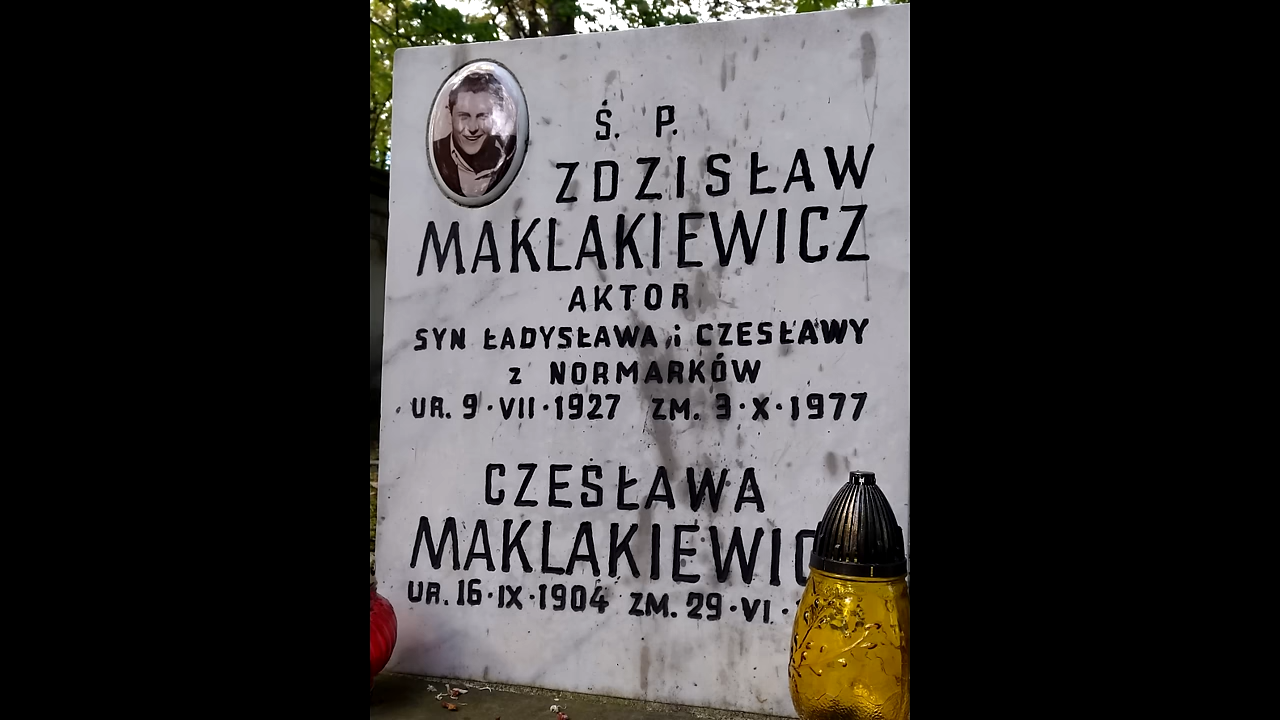 Ś. P.
ZDZISŁAW
MAKLAKIEWICZ
AKTOR
SYN ŁADYSŁAWA i CZESŁAWY
z NORMARKÓW
UR. 9·VII·1927 ZM. 3·X·1977
CZESŁAWA
MAKLAKIEWIC
UR. 16·IX·1904 ZM. 29·VI·